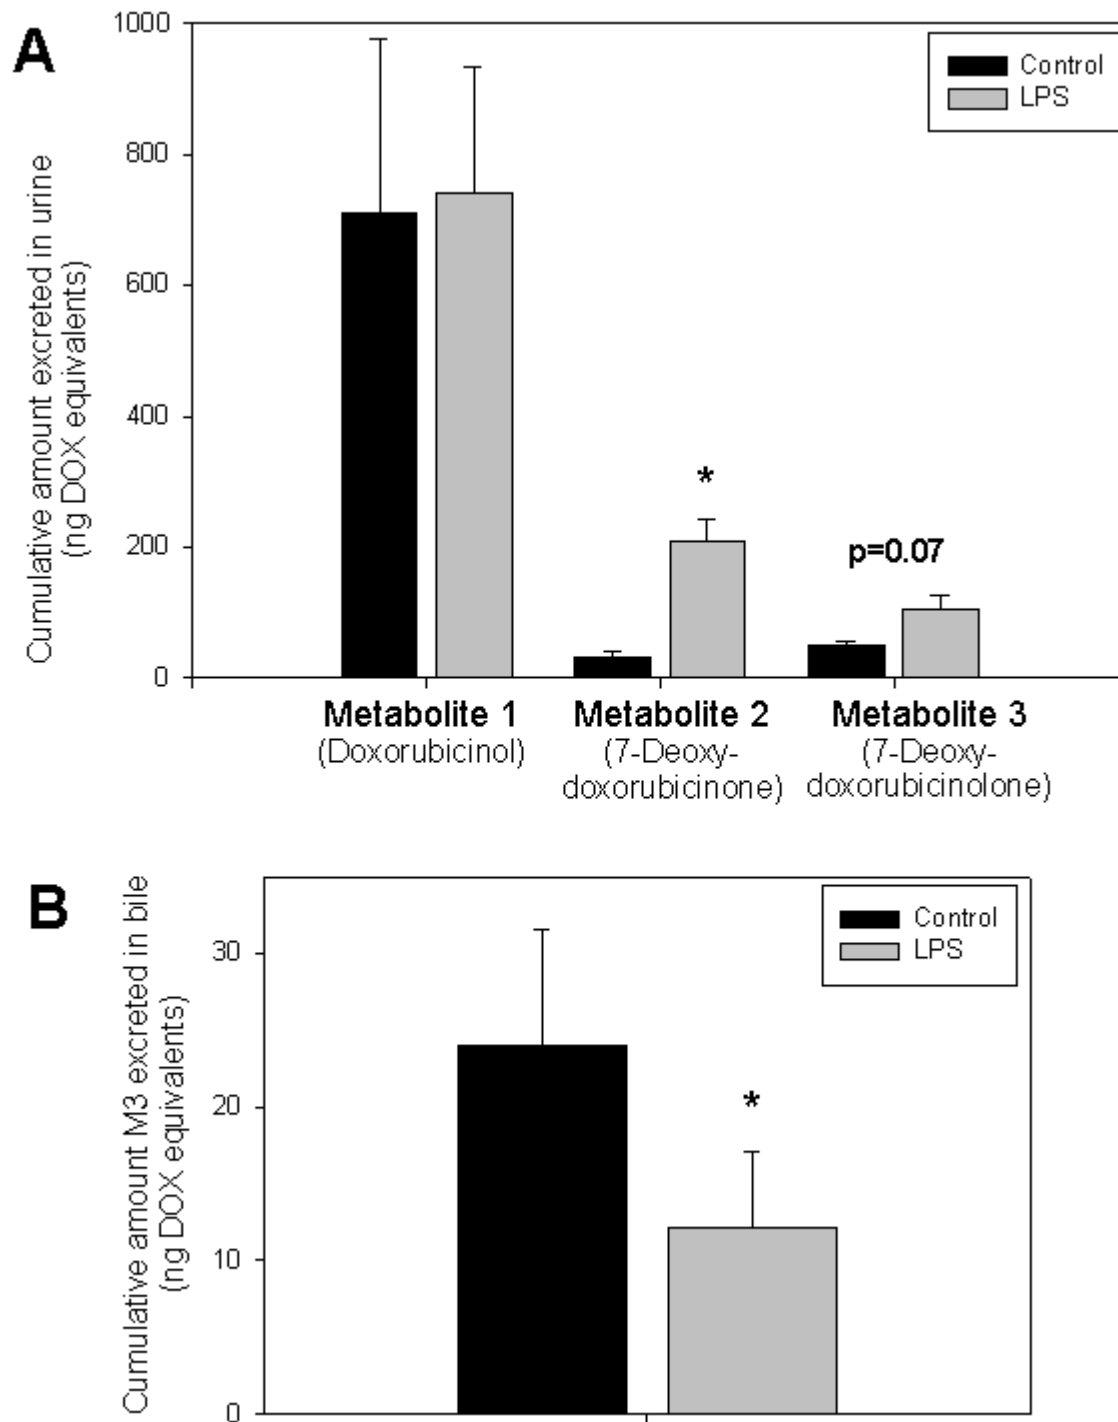 A
Cumulative amount excreted in urine
(ng DOX equivalents)
1000
800
600
400
200
0
Control
LPS
*
p=0.07
Metabolite 1
(Doxorubicinol)
Metabolite 2
(7-Deoxy-
doxorubicinone)
Metabolite 3
(7-Deoxy-
doxorubicinolone)
B
Cumulative amount M3 excreted in bile
(ng DOX equivalents)
30
20
10
0
Control
LPS
*